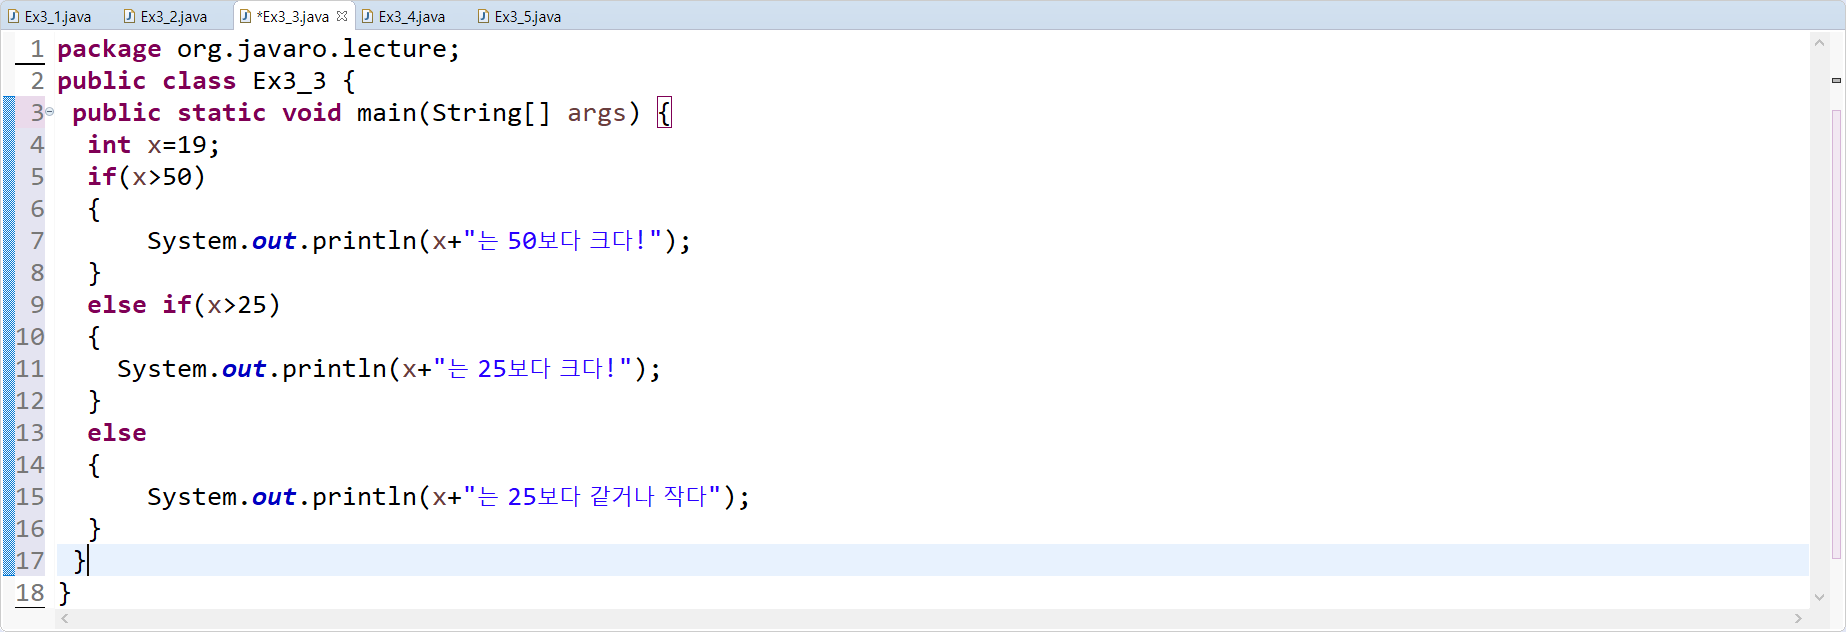 Ex3_1.java Ex3_2.java *Ex3_3.java Ex3_4.java Ex3_5.java
1 package org.javaro.lecture;
2 public class Ex3_3 {
3 public static void main(String[] args) {
4 int x=19;
5 if(x>50)
6 {
7 System.out.println(x+"는 50보다 크다!");
8 }
9 else if(x>25)
10 {
11 System.out.println(x+"는 25보다 크다!");
12 }
13 else
14 {
15 System.out.println(x+"는 25보다 같거나 작다");
16 }
17 }
18 }